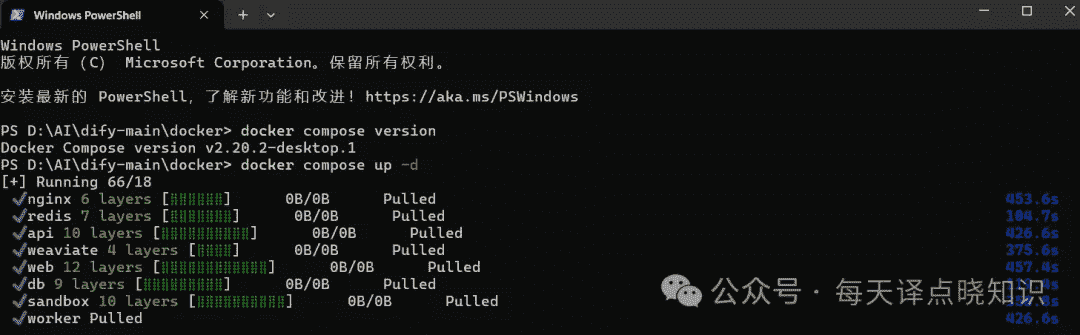 Windows PowerShell
Windows PowerShell
版权所有 (C)  Microsoft Corporation。保留所有权利。
安装最新的 PowerShell，了解新功能和改进！https://aka.ms/PSWindows
PS D:\AI\dify-main\docker> docker compose version
Docker Compose version v2.20.2-desktop.1
PS D:\AI\dify-main\docker> docker compose up -d
[+] Running 66/18
✔nginx 6 layers [⣿⣿⣿⣿⣿⣿] 0B/0B Pulled 453.6s
✔redis 7 layers [⣿⣿⣿⣿⣿⣿⣿] 0B/0B Pulled 104.7s
✔api 10 layers [⣿⣿⣿⣿⣿⣿⣿⣿⣿⣿] 0B/0B Pulled 426.6s
✔weaviate 4 layers [⣿⣿⣿⣿] 0B/0B Pulled 375.6s
✔web 12 layers [⣿⣿⣿⣿⣿⣿⣿⣿⣿⣿⣿⣿] 0B/0B Pulled 457.4s
✔db 9 layers [⣿⣿⣿⣿⣿⣿⣿⣿⣿] 0B/0B Pulled
✔sandbox 10 layers [⣿⣿⣿⣿⣿⣿⣿⣿⣿⣿] 0B/0B Pulled
✔worker Pulled 426.6s
公众号 · 每天译点晓知识